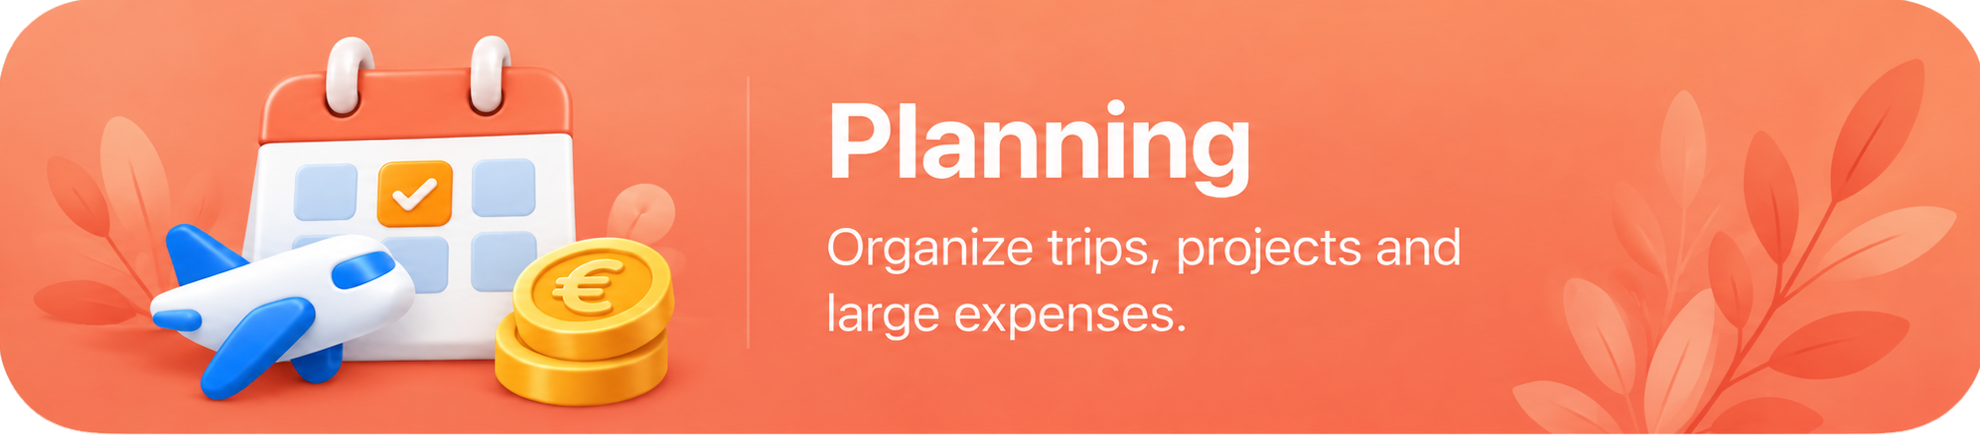 Planning
Organize trips, projects and
large expenses.
€